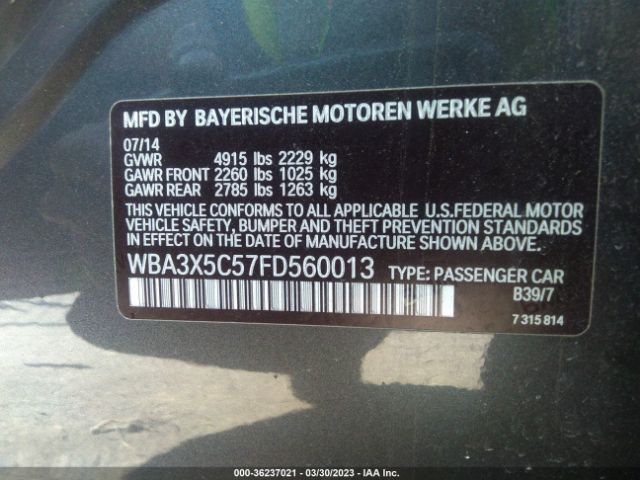 MFD BY BAYERISCHE MOTOREN WERKE AG
07/14
GVWR 4915 lbs 2229 kg
GAWR FRONT 2260 lbs 1025 kg
GAWR REAR 2785 lbs 1263 kg
THIS VEHICLE CONFORMS TO ALL APPLICABLE U.S.FEDERAL MOTOR
VEHICLE SAFETY, BUMPER, AND THEFT PREVENTION STANDARDS
IN EFFECT ON THE DATE OF MANUFACTURE SHOWN ABOVE.
WBA3X5C57FD560013 TYPE: PASSENGER CAR
B39/7
7 315 814
000-36237021 | 03/30/2023 - IAA Inc.